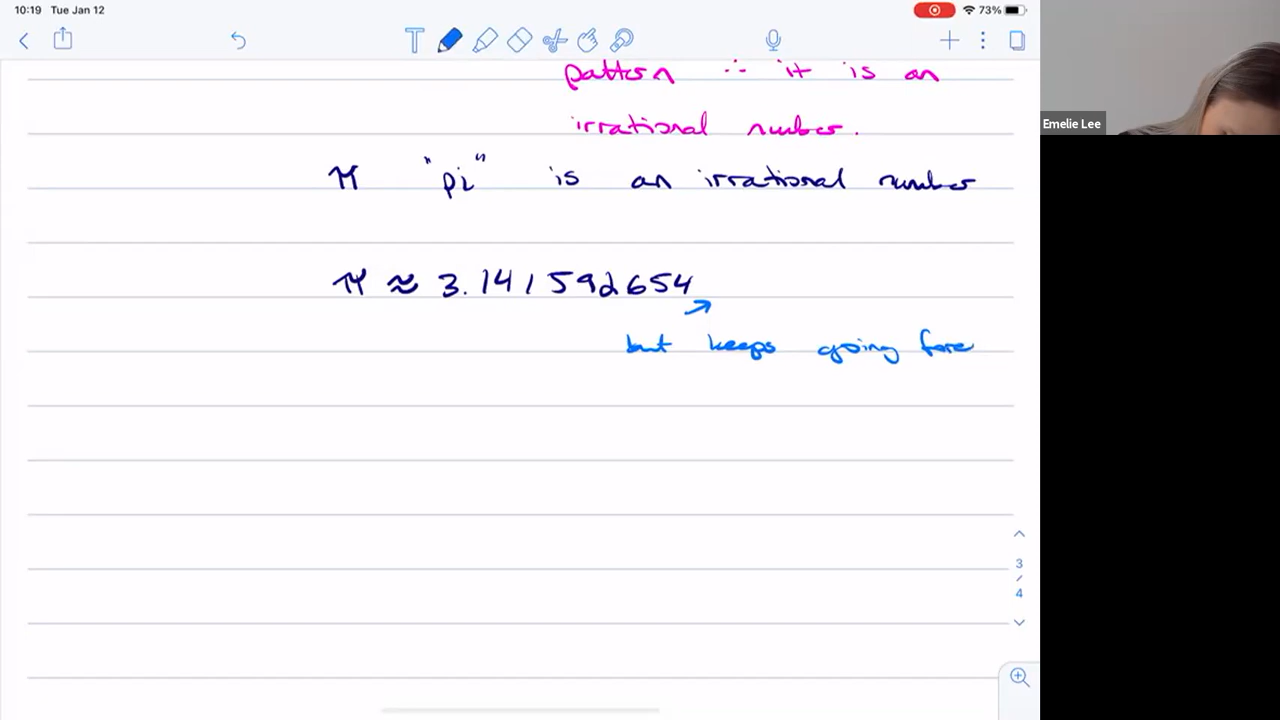 10:19 Tue Jan 12
73%
T
pattern ∴ it is an
irrational number.
Emelie Lee
π "pi" is an irrational number
π ≈ 3.141592654
but keeps going fore
3
/
4